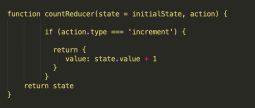 function countReducer(state = initialState, action) {
if (action.type === 'increment') {
return {
value: state.value + 1
}
}
return state
}